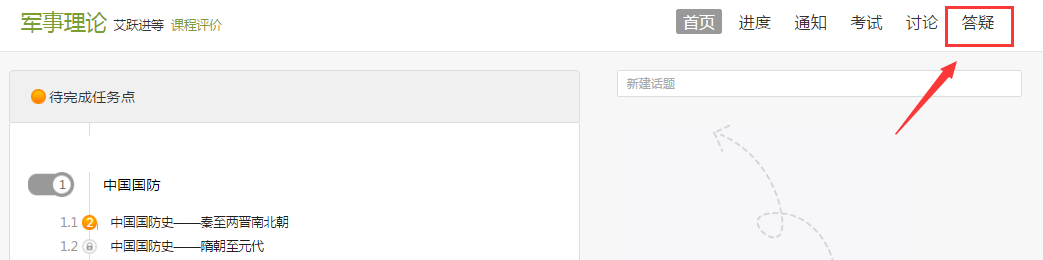 军事理论 艾跃进等 课程评价 首页 进度 通知 考试 讨论 答疑
待完成任务点
新建话题
1 中国国防
1.1 2 中国国防史——秦至两晋南北朝
1.2 中国国防史——隋朝至元代